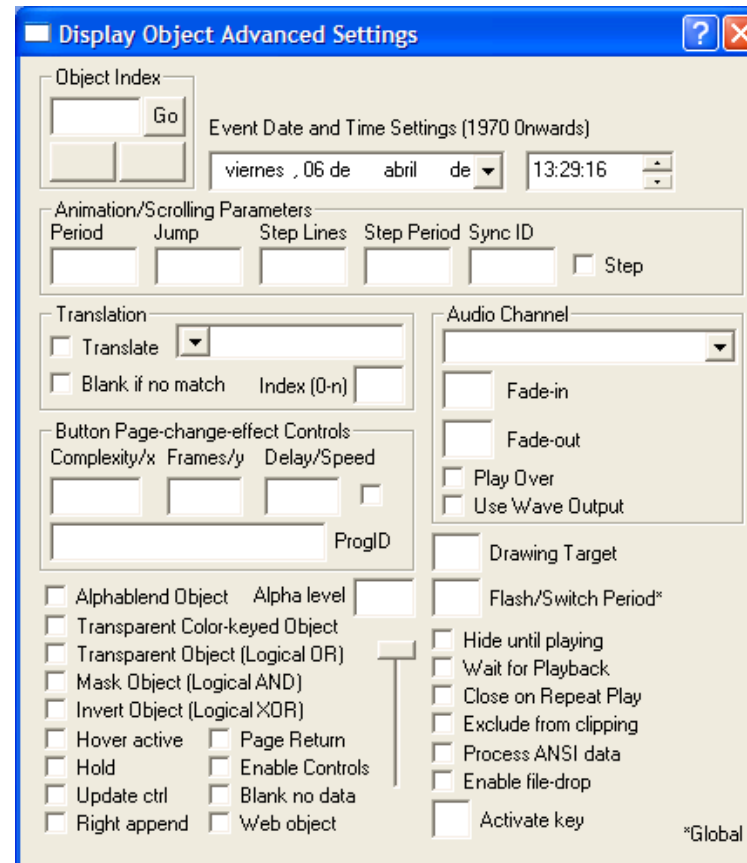 Display Object Advanced Settings
Object Index
Go
Event Date and Time Settings (1970 Onwards)
viernes , 06 de abril de
13:29:16
Animation/Scrolling Parameters
Period Jump Step Lines Step Period Sync ID
Step
Translation
Translate
Blank if no match Index (0-n)
Audio Channel
Fade-in
Fade-out
Play Over
Use Wave Output
Button Page-change-effect Controls
Complexity/x Frames/y Delay/Speed
ProgID
Drawing Target
Flash/Switch Period*
Alphablend Object Alpha level
Transparent Color-keyed Object
Transparent Object (Logical OR)
Mask Object (Logical AND)
Invert Object (Logical XOR)
Hover active Page Return
Hold Enable Controls
Update ctrl Blank no data
Right append Web object
Hide until playing
Wait for Playback
Close on Repeat Play
Exclude from clipping
Process ANSI data
Enable file-drop
Activate key
*Global